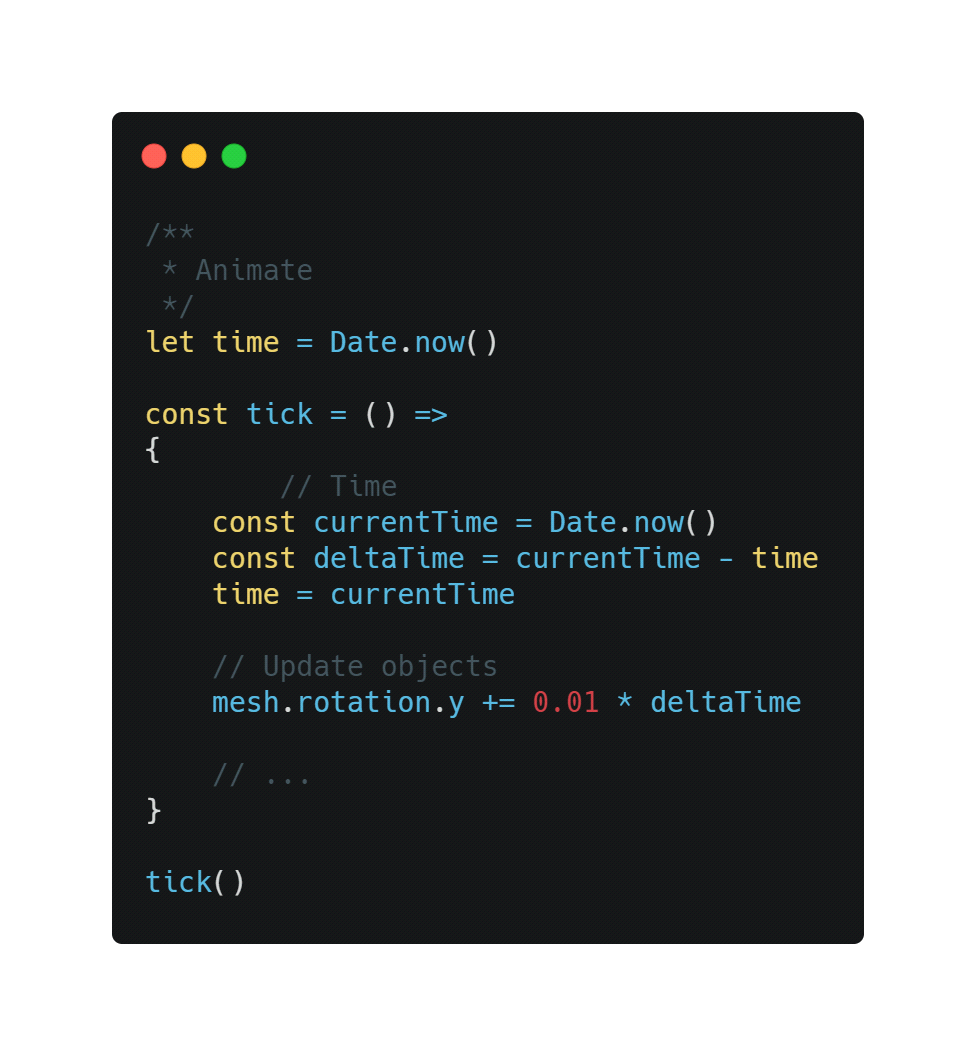 /**
 * Animate
 */
let time = Date.now()

const tick = () =>
{
        // Time
    const currentTime = Date.now()
    const deltaTime = currentTime - time
    time = currentTime

    // Update objects
    mesh.rotation.y += 0.01 * deltaTime

    // ...
}

tick()